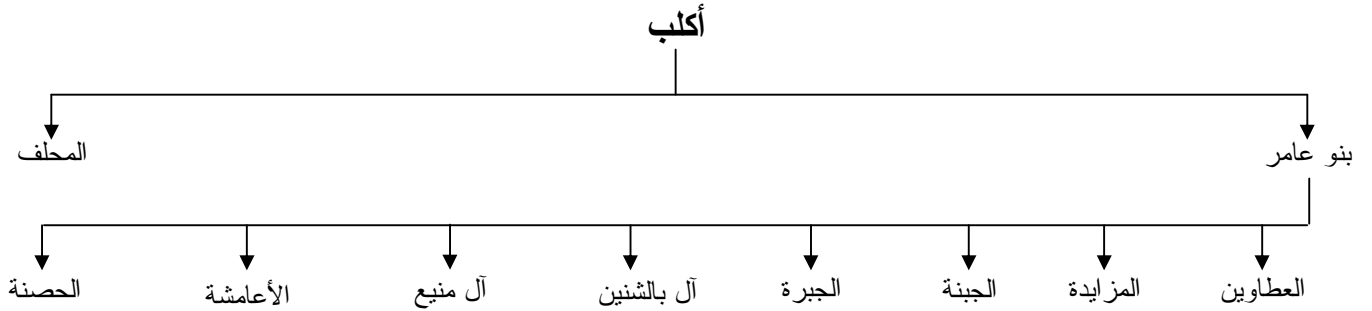 أكلب
بنو عامر
المحلف
العطاوين
المزايدة
الجبنة
الجبرة
آل بالشنين
آل منيع
الأعامشة
الحصنة